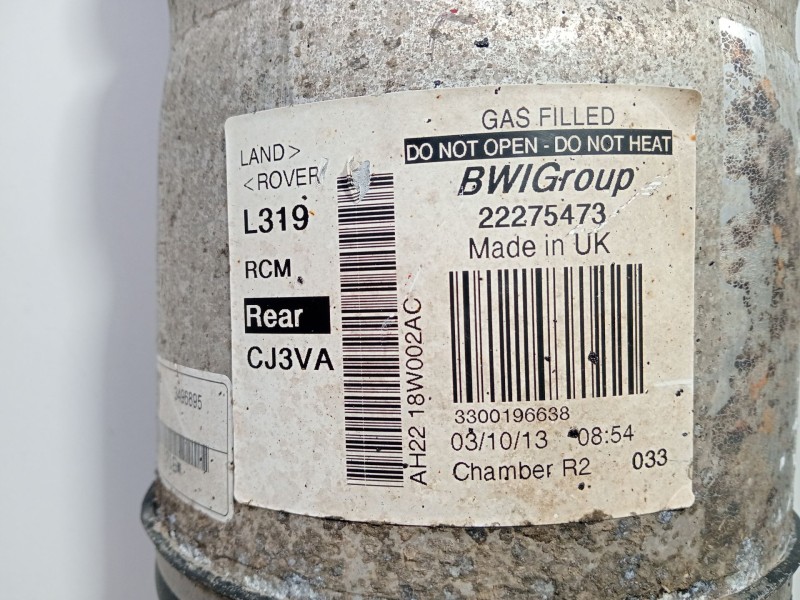 LAND>
<ROVER
L319
RCM
Rear
CJ3VA
AH22 18W002AC
GAS FILLED
DO NOT OPEN - DO NOT HEAT
BWIGroup
22275473
Made in UK
3300196638
03/10/13 08:54
Chamber R2 033